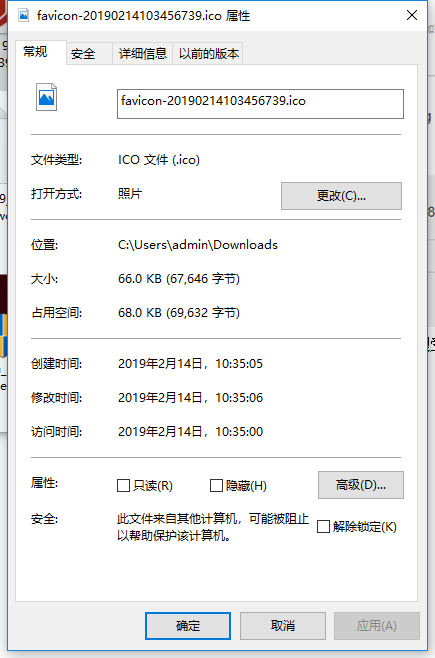 favicon-20190214103456739.ico 属性
常规 安全 详细信息 以前的版本
favicon-20190214103456739.ico
文件类型: ICO 文件 (.ico)
打开方式: 照片 更改(C)...
位置: C:\Users\admin\Downloads
大小: 66.0 KB (67,646 字节)
占用空间: 68.0 KB (69,632 字节)
创建时间: 2019年2月14日，10:35:05
修改时间: 2019年2月14日，10:35:06
访问时间: 2019年2月14日，10:35:00
属性: 只读(R) 隐藏(H) 高级(D)...
安全: 此文件来自其他计算机，可能被阻止
以帮助保护该计算机。 解除锁定(K)
确定 取消 应用(A)